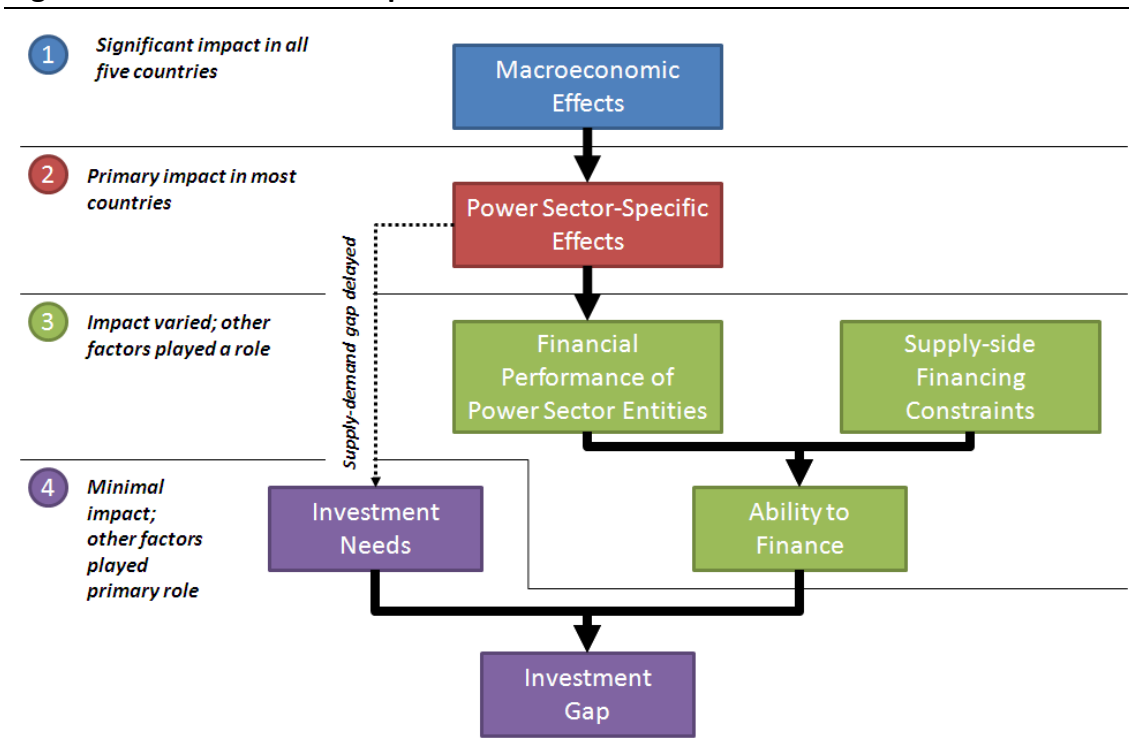 1
Significant impact in all
five countries
Macroeconomic
Effects
2
Primary impact in most
countries
Power Sector-Specific
Effects
Supply-demand gap delayed
3
Impact varied; other
factors played a role
Financial
Performance of
Power Sector Entities
Supply-side
Financing
Constraints
4
Minimal
impact;
other factors
played
primary role
Investment
Needs
Ability to
Finance
Investment
Gap